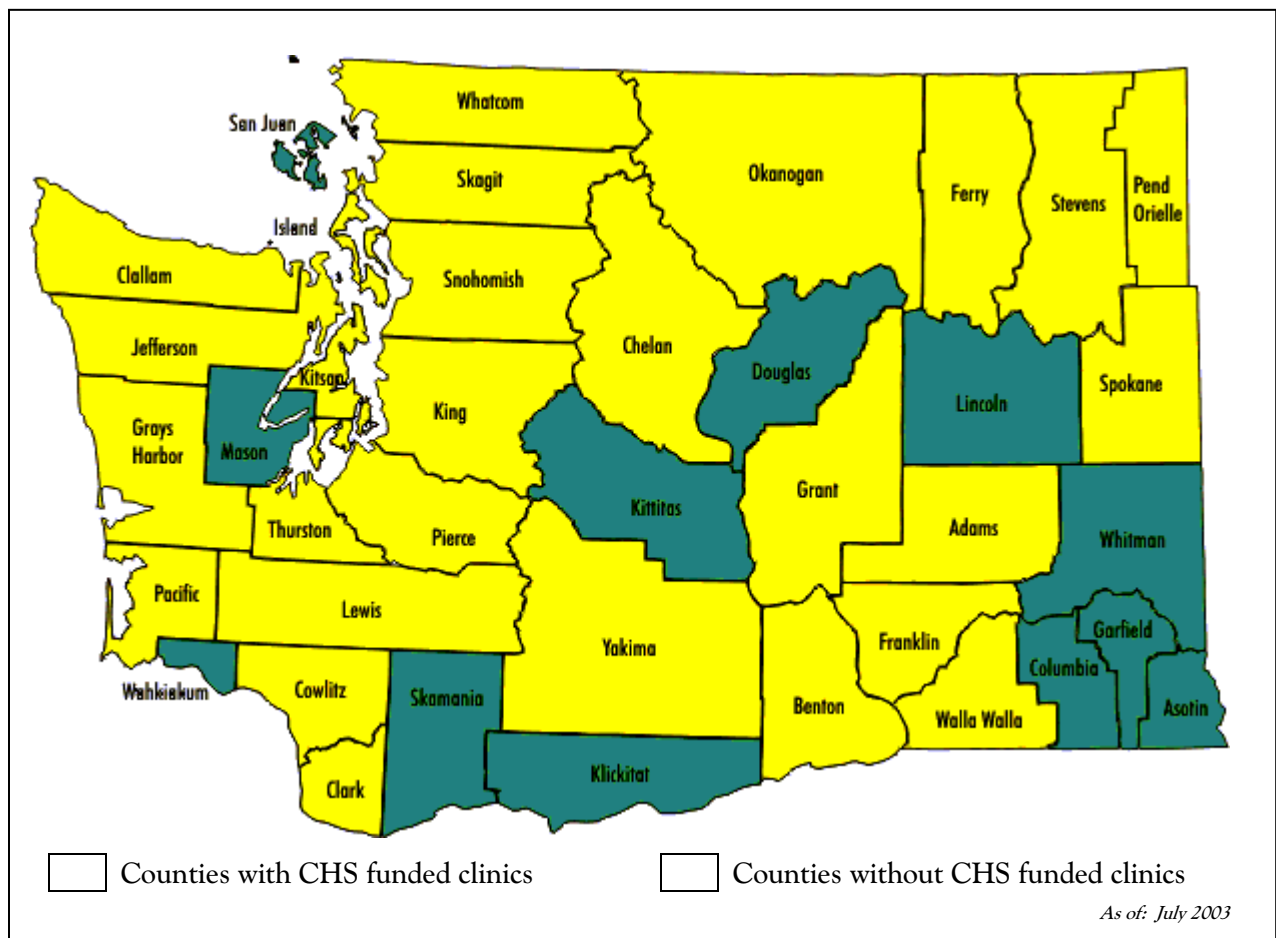 Whatcom
San Juan
Skagit
Okanogan
Ferry
Stevens
Pend
Orielle
Island
Clallam
Snohomish
Jefferson
Chelan
Douglas
Kitsap
Lincoln
Spokane
King
Grays
Harbor
Mason
Grant
Kittitas
Adams
Whitman
Thurston
Pierce
Pacific
Lewis
Garfield
Franklin
Yakima
Columbia
Wahkiakum
Cowlitz
Skamania
Benton
Walla Walla
Asotin
Klickitat
Clark
Counties with CHS funded clinics
Counties without CHS funded clinics
As of: July 2003